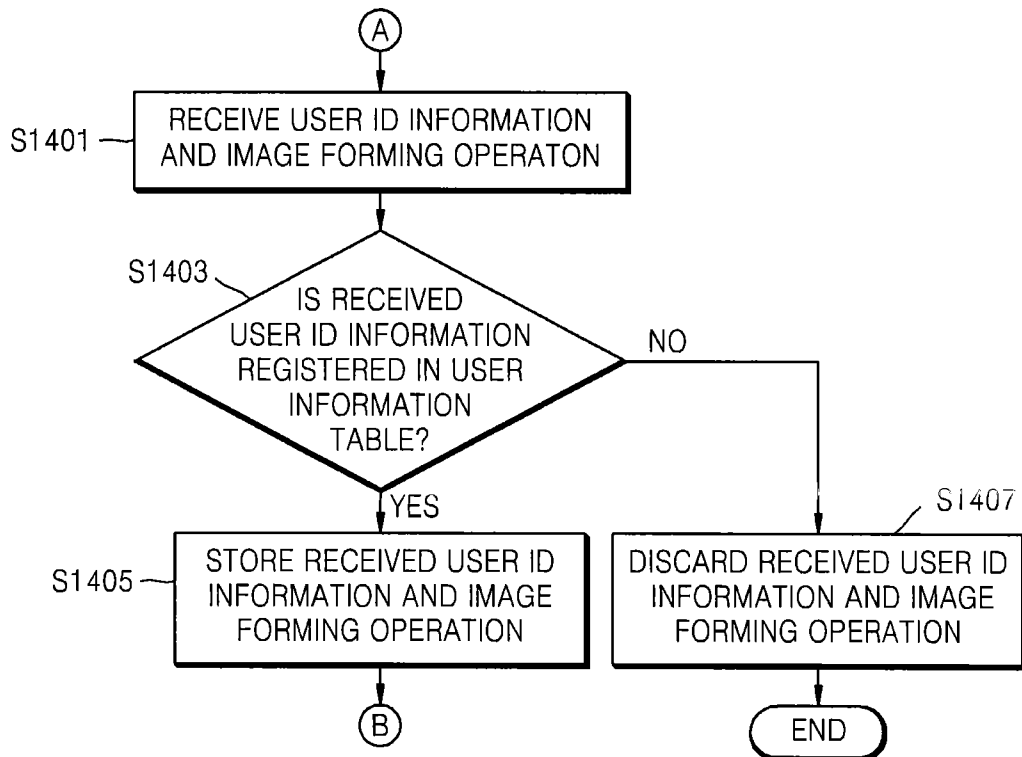 A
RECEIVE USER ID INFORMATION
AND IMAGE FORMING OPERATON
S1401
S1403
IS RECEIVED
USER ID INFORMATION
REGISTERED IN USER
INFORMATION
TABLE?
NO
YES
S1405
STORE RECEIVED USER ID
INFORMATION AND IMAGE
FORMING OPERATION
S1407
DISCARD RECEIVED USER ID
INFORMATION AND IMAGE
FORMING OPERATION
B
END